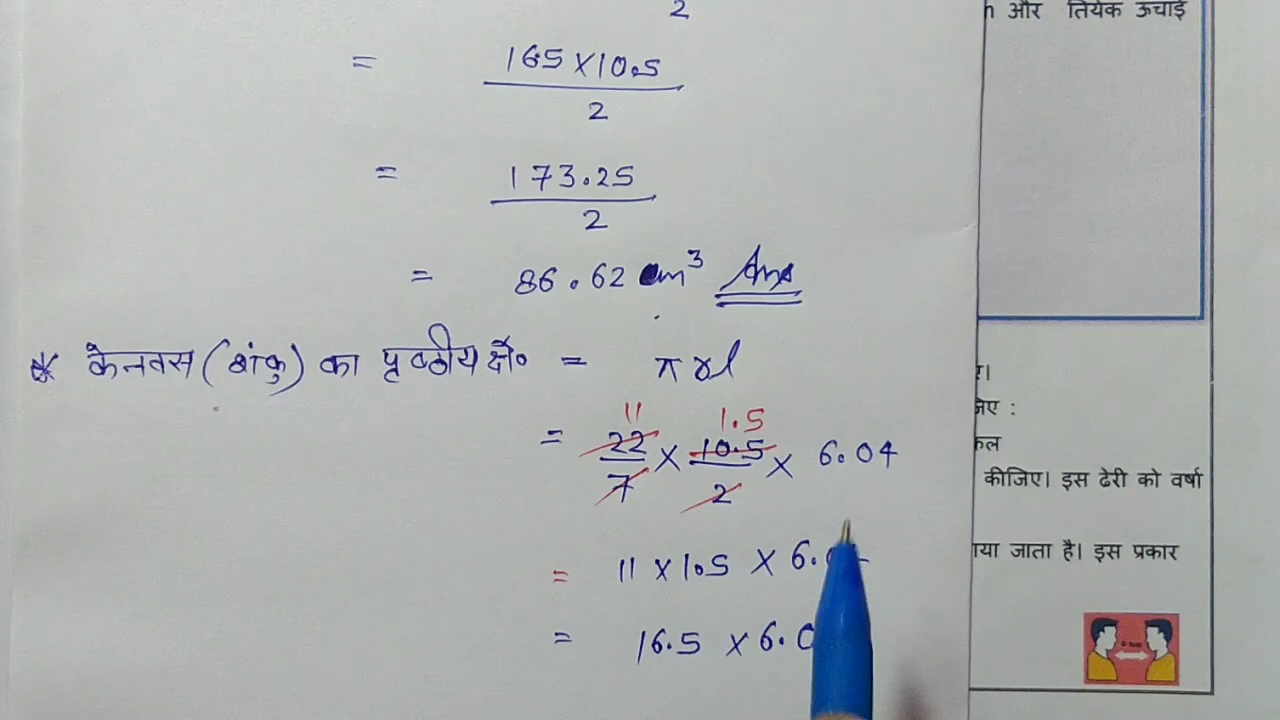 2
= 16.5 X 10.5
2
= 173.25
2
= 86.62 cm³ Ans
* केनवस (शंकु) का पृष्ठीय क्षे० = πrl
11 1.5
= 22/7 X 10.5/2 X 6.04
= 11 X 1.5 X 6.
= 16.5 X 6.0
और तिर्यक ऊंचाई
कीजिए। इस ढेरी को वर्षा
जाता है। इस प्रकार